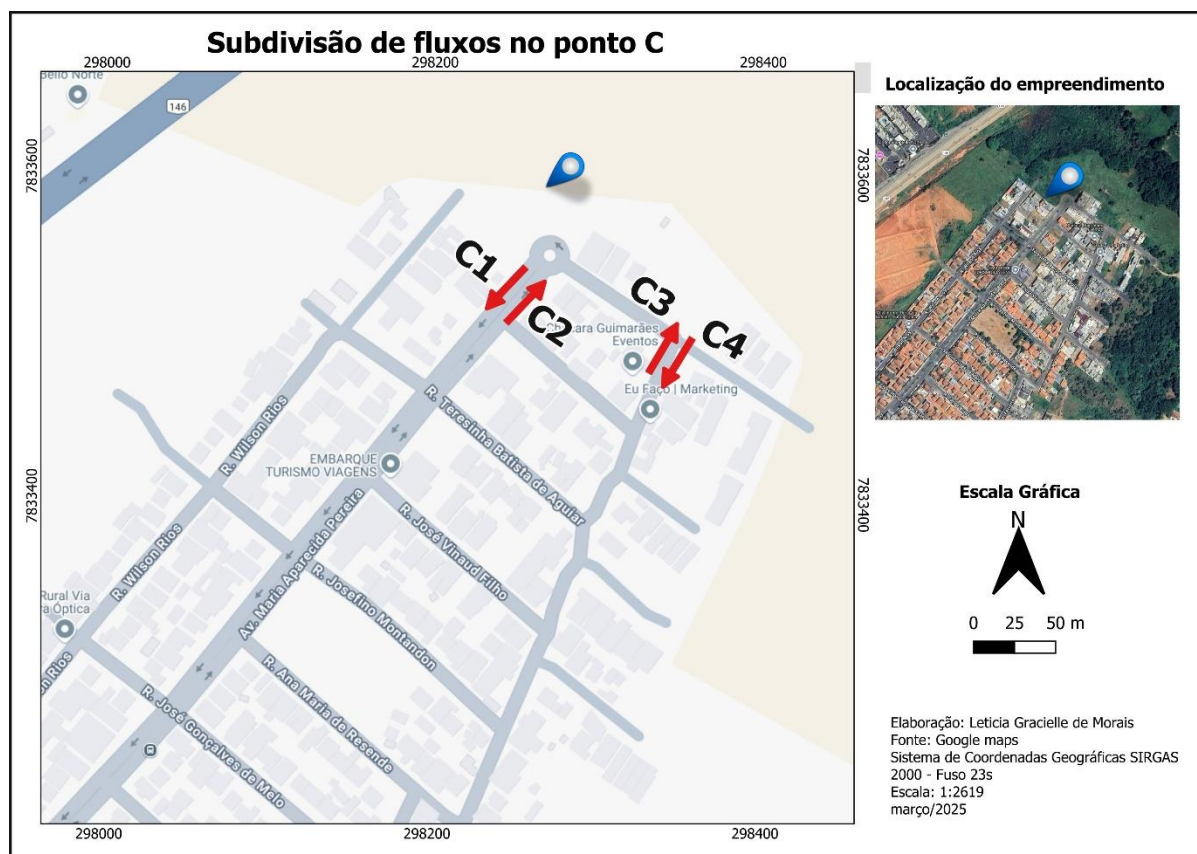 Subdivisão de fluxos no ponto C
298000
298200
298400
7833600
7833400
7833600
7833400
298000
298200
298400
Bello Norte
146
C1
C2
C3
C4
Guimarães
Eventos
Eu Faço | Marketing
R. Wilson Rios
R. Teresinha Batista de Aguiar
EMBARQUE
TURISMO VIAGENS
R. José Vinaud Filho
R. Wilson Rios
Av. Maria Aparecida Pereira
R. Josefino Montandon
Rural Via
Óptica
Rios
R. Ana Maria de Resende
R. José Gonçalves de Melo
Localização do empreendimento
Escala Gráfica
N
0 25 50 m
Elaboração: Leticia Gracielle de Morais
Fonte: Google maps
Sistema de Coordenadas Geográficas SIRGAS
2000 - Fuso 23s
Escala: 1:2619
março/2025